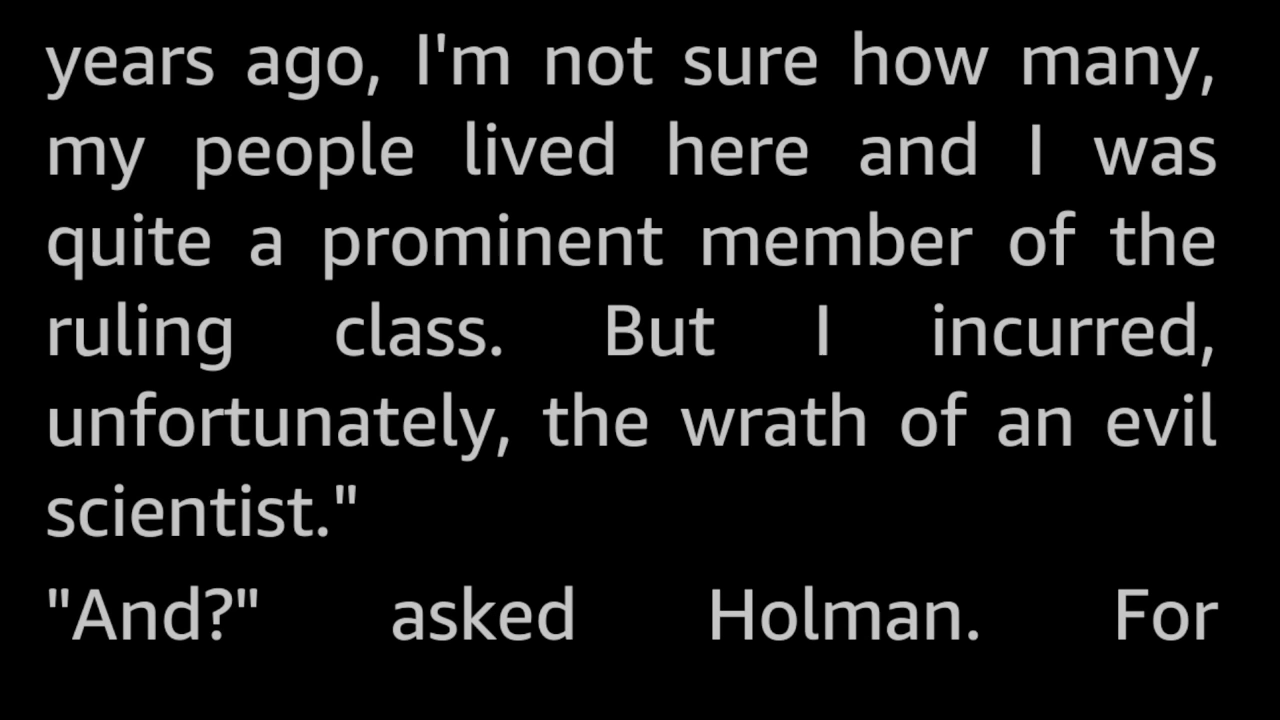 years ago, I'm not sure how many,
my people lived here and I was
quite a prominent member of the
ruling class. But I incurred,
unfortunately, the wrath of an evil
scientist."
"And?" asked Holman. For